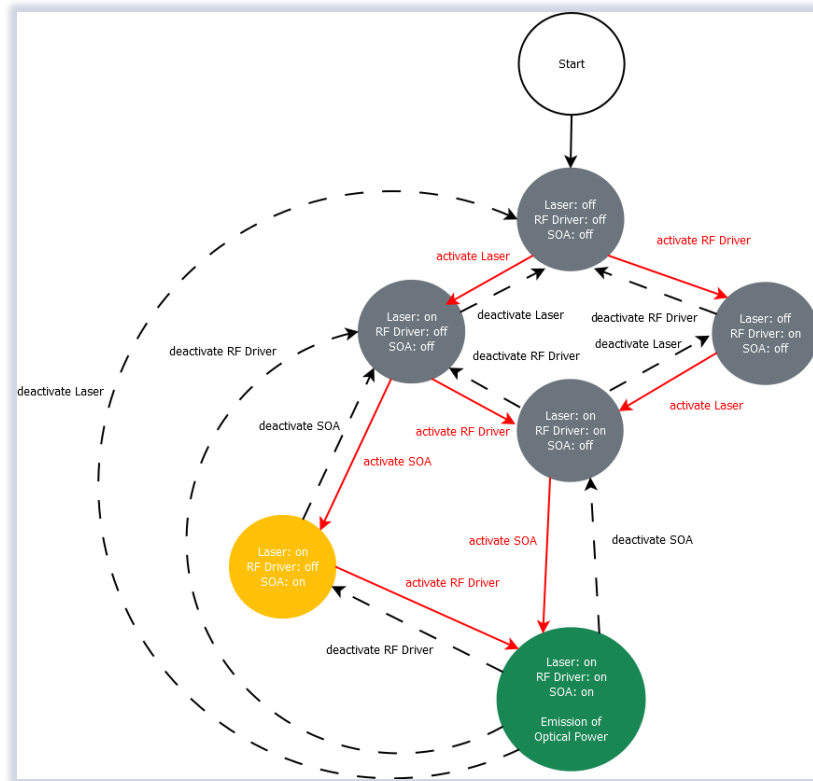 Start
Laser: off
RF Driver: off
SOA: off
activate Laser
activate RF Driver
deactivate Laser
deactivate RF Driver
Laser: on
RF Driver: off
SOA: off
Laser: off
RF Driver: on
SOA: off
deactivate RF Driver
deactivate RF Driver
deactivate Laser
deactivate Laser
activate Laser
Laser: on
RF Driver: on
SOA: off
deactivate SOA
activate RF Driver
activate SOA
activate SOA
deactivate SOA
Laser: on
RF Driver: off
SOA: on
activate RF Driver
deactivate RF Driver
Laser: on
RF Driver: on
SOA: on
Emission of
Optical Power